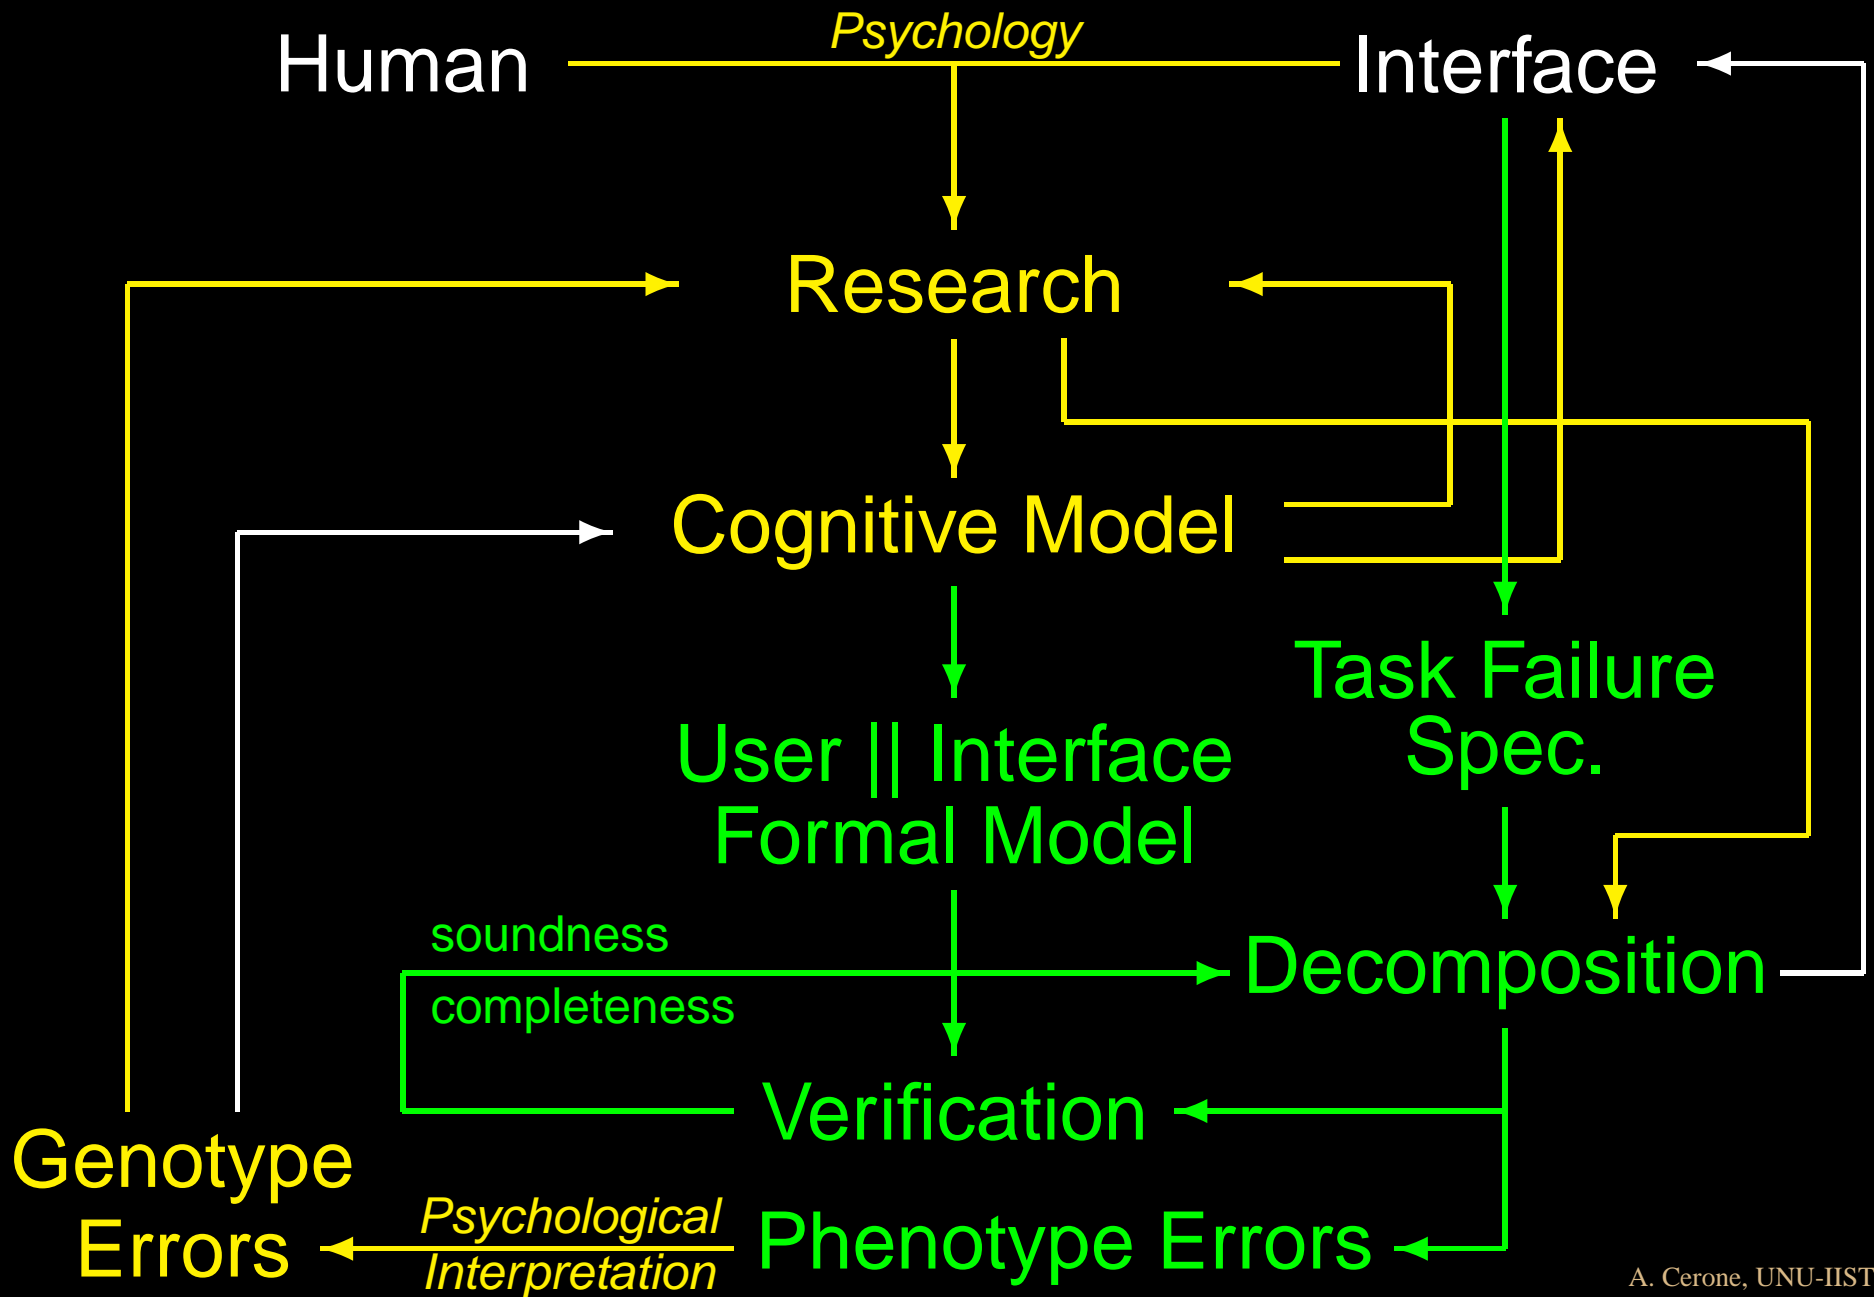 Psychology
Human
Interface
Research
Cognitive Model
Task Failure
Spec.
User || Interface
Formal Model
soundness
completeness
Decomposition
Verification
Genotype
Errors
Psychological
Interpretation
Phenotype Errors
A. Cerone, UNU-IIST